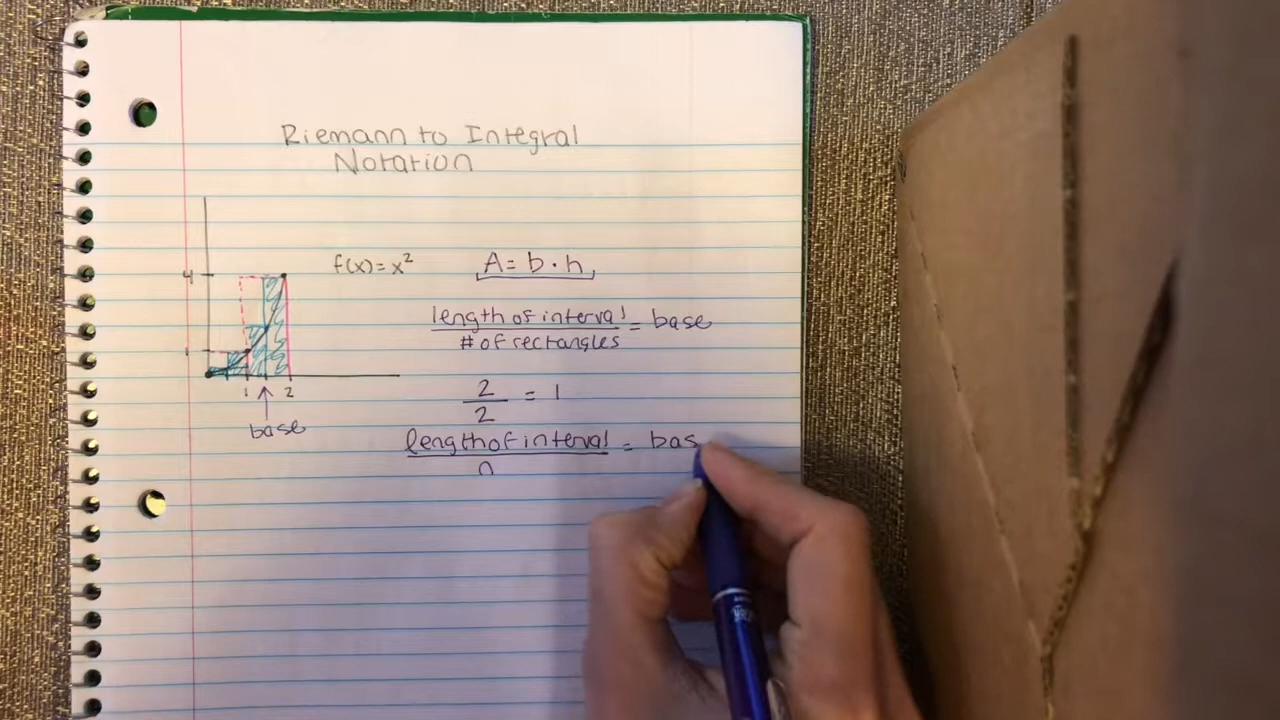 Riemann to Integral
Notation
f(x) = x²
A = b · h
4
length of interval = base
# of rectangles
1
2 = 1
2
1 2
base
length of interval = bas
n